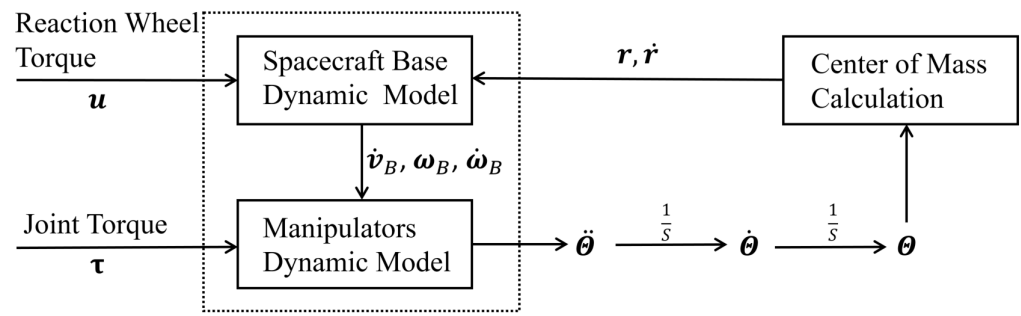 Reaction Wheel
Torque
u
Spacecraft Base
Dynamic Model
r, ṙ
Center of Mass
Calculation
v̇_B, ω_B, ω̇_B
Joint Torque
τ
Manipulators
Dynamic Model
Θ̈
1/S
Θ̇
1/S
Θ